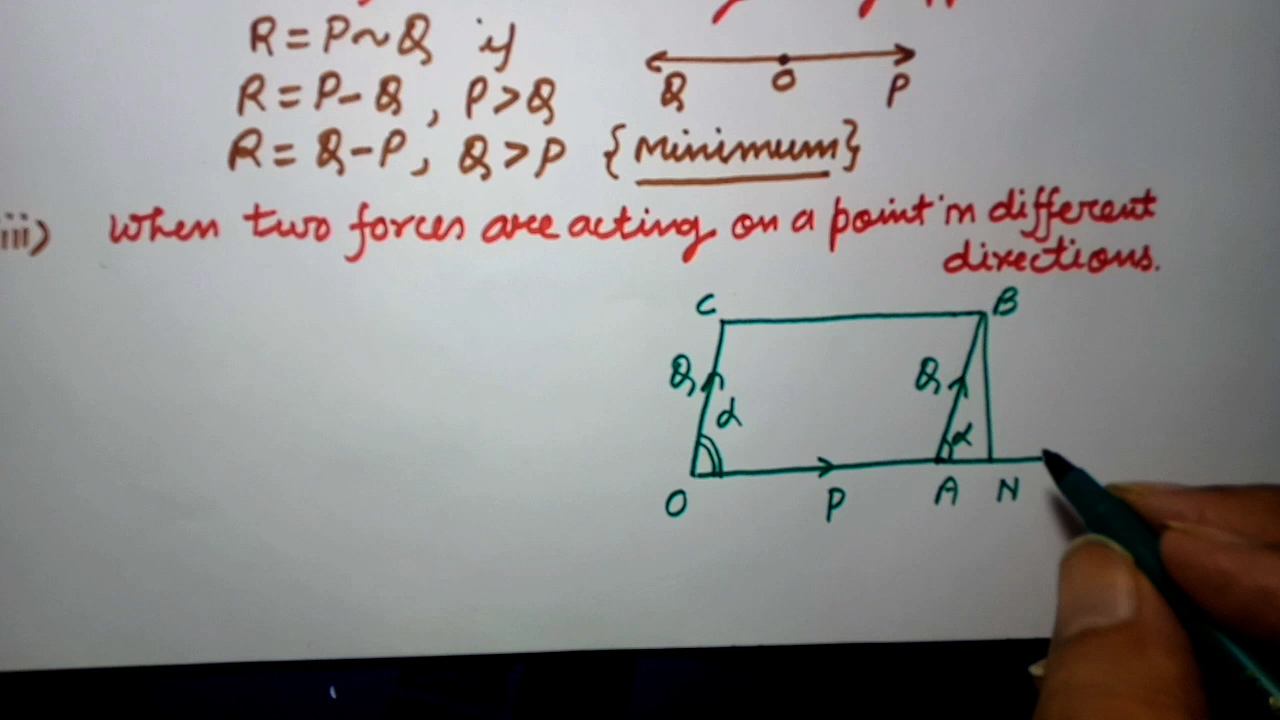 R = P ~ Q if
R = P - Q , P > Q
Q O P
R = Q - P, Q > P {Minimum}
iii) When two forces are acting on a point in different
directions.
C B
Q Q
α α
O P A N